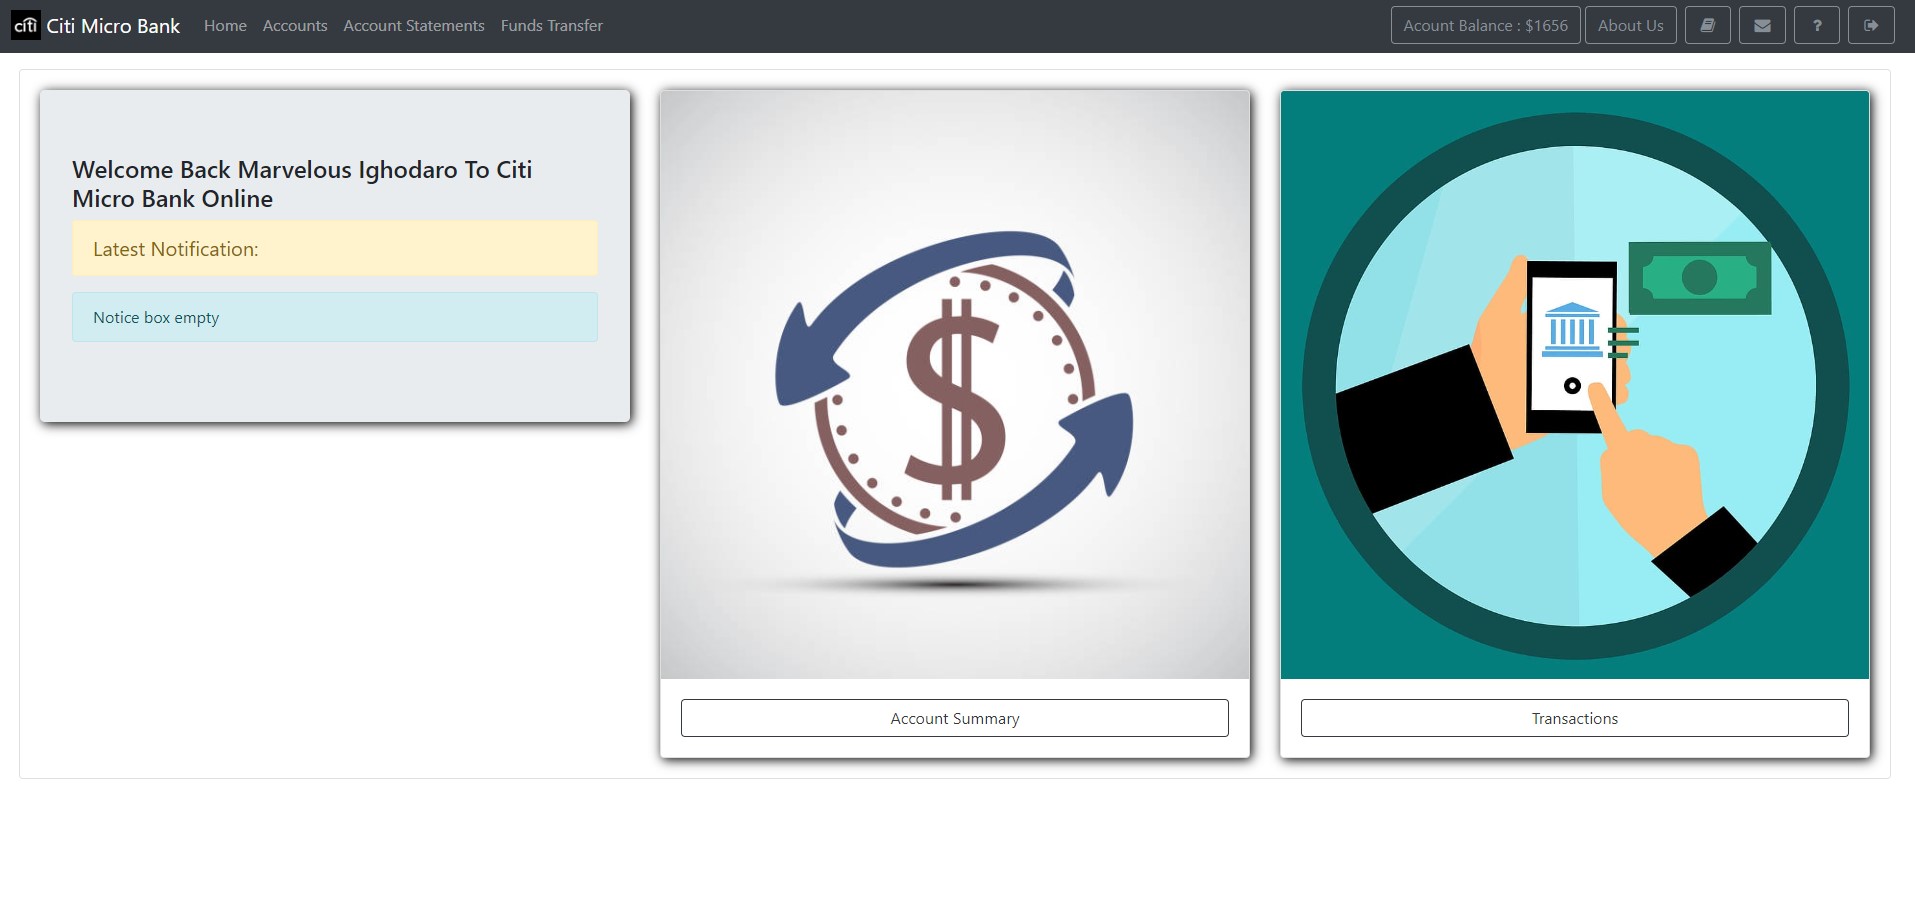 citi Citi Micro Bank Home Accounts Account Statements Funds Transfer Acount Balance : $1656 About Us ?
Welcome Back Marvelous Ighodaro To Citi
Micro Bank Online
Latest Notification:
Notice box empty
$
Account Summary
Transactions